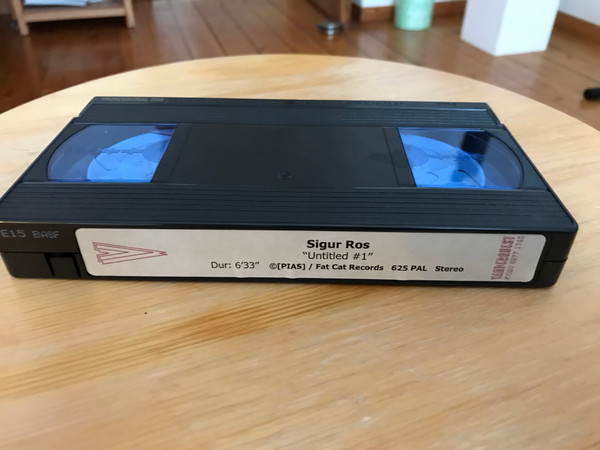 E15 BASF
Sigur Ros
"Untitled #1"
Dur: 6'33" ©[PIAS] / Fat Cat Records 625 PAL Stereo